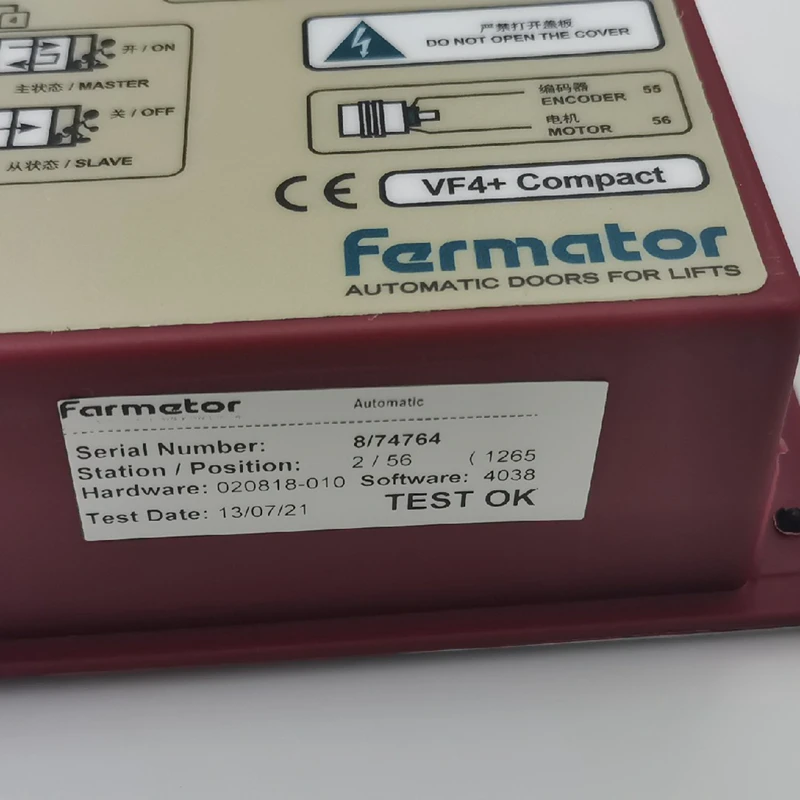 开 / ON
主状态 / MASTER
关 / OFF
从状态 / SLAVE
严禁打开盖板
DO NOT OPEN THE COVER
编码器 55
ENCODER
电机 56
MOTOR
CE VF4+ Compact
Fermator
AUTOMATIC DOORS FOR LIFTS
Farmetor Automatic
Serial Number: 8/74764
Station / Position: 2 / 56 ( 1265
Hardware: 020818-010 Software: 4038
Test Date: 13/07/21 TEST OK